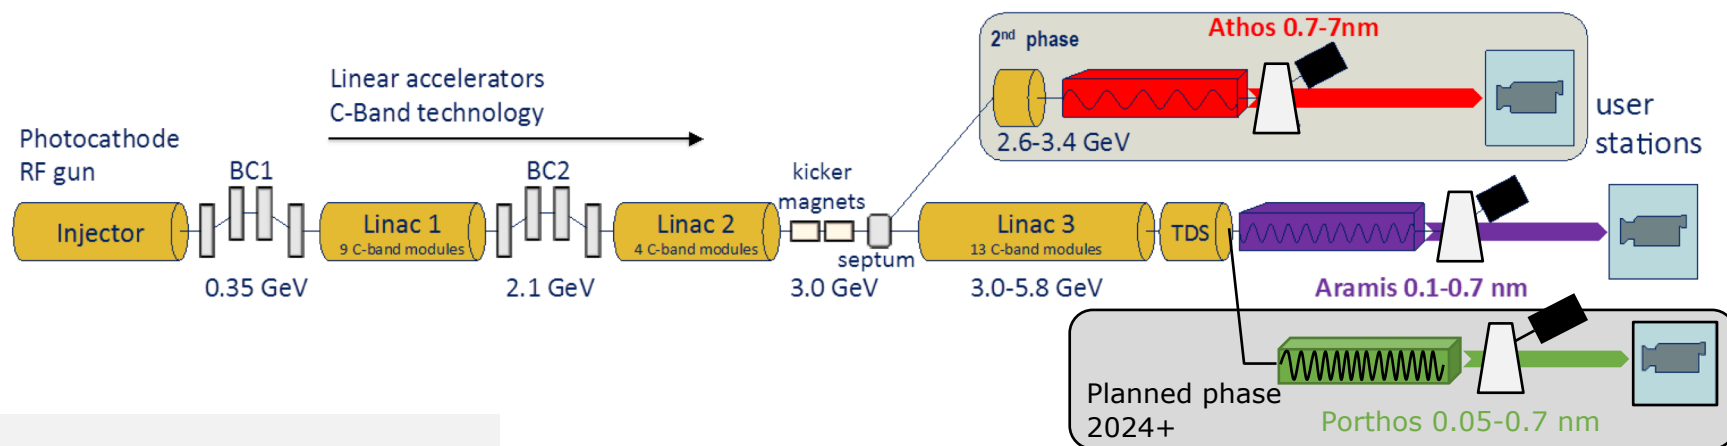 2nd phase
Athos 0.7-7nm
Linear accelerators
C-Band technology
user
stations
2.6-3.4 GeV
Photocathode
RF gun
BC1
BC2
kicker
magnets
Injector
Linac 1
9 C-band modules
Linac 2
4 C-band modules
septum
Linac 3
13 C-band modules
TDS
0.35 GeV
2.1 GeV
3.0 GeV
3.0-5.8 GeV
Aramis 0.1-0.7 nm
Planned phase
2024+
Porthos 0.05-0.7 nm